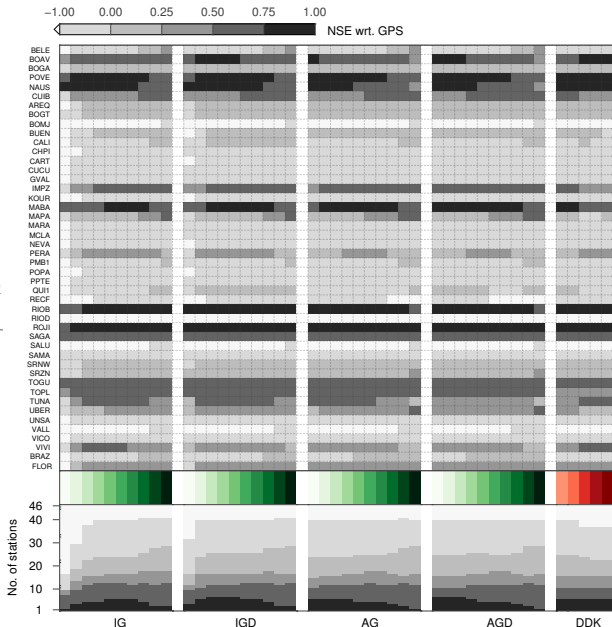 −1.00 0.00 0.25 0.50 0.75 1.00
NSE wrt. GPS
BELE
BOAV
BOGA
POVE
NAUS
CUIB
AREQ
BOGT
BOMJ
BUEN
CALI
CHPI
CART
CUCU
GVAL
IMPZ
KOUR
MABA
MAPA
MARA
MCLA
NEVA
PERA
PMB1
POPA
PPTE
QUI1
RECF
RIOB
RIOD
ROJI
SAGA
SALU
SAMA
SRNW
SRZN
TOGU
TOPL
TUNA
UBER
UNSA
VALL
VICO
VIVI
BRAZ
FLOR
No. of stations
46
40
30
20
10
1
IG IGD AG AGD DDK